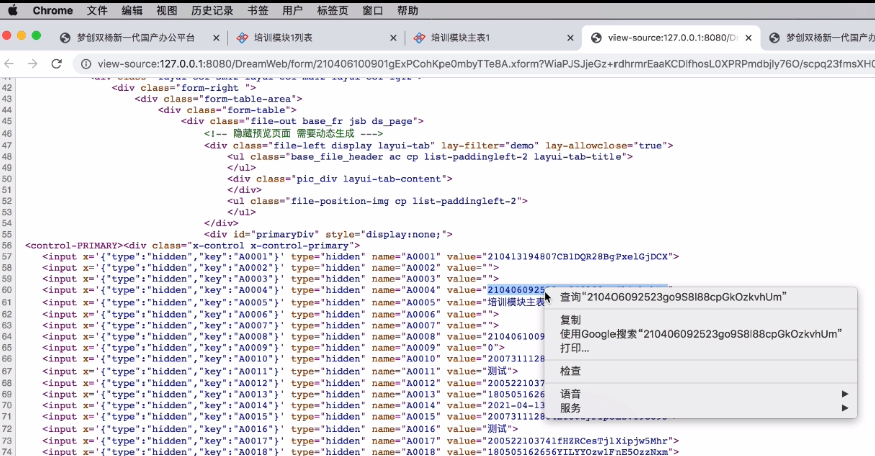 Chrome 文件 编辑 视图 历史记录 书签 用户 标签页 窗口 帮助
梦创双杨新一代国产办公平台 × 培训模块1列表 × 培训模块主表1 × view-source:127.0.0.1:8080/Dr × 梦创双杨新一代国产办
view-source:127.0.0.1:8080/DreamWeb/form/210406100901gExPCohKpe0mbyTTe8A.xform?WiaPJSJjeGz+rdhrmrEaaKCDlfhosL0XPRPmdbjly76O/scpq23fmsXH0
42 <div class="form-right ">
43 <div class="form-table-area">
44 <div class="form-table">
45 <div class="file-out base_fr jsb ds_page">
46 <!-- 隐藏预览页面 需要动态生成 --->
47 <div class="file-left display layui-tab" lay-filter="demo" lay-allowclose="true">
48 <ul class="base_file_header ac cp list-paddingleft-2 layui-tab-title">
49 </ul>
50 <div class="pic_div layui-tab-content">
51 </div>
52 <ul class="file-position-img cp list-paddingleft-2">
53 </ul>
54 </div>
55 <div id="primaryDiv" style="display:none;">
56 <control-PRIMARY><div class="x-control x-control-primary">
57 <input x='{"type":"hidden","key":"A0001"}' type="hidden" name="A0001" value="210413194807CB1DQR28BgPxelGjDCX">
58 <input x='{"type":"hidden","key":"A0002"}' type="hidden" name="A0002" value="">
59 <input x='{"type":"hidden","key":"A0003"}' type="hidden" name="A0003" value="">
60 <input x='{"type":"hidden","key":"A0004"}' type="hidden" name="A0004" value="2104060925
61 <input x='{"type":"hidden","key":"A0005"}' type="hidden" name="A0005" value="培训模块主表
62 <input x='{"type":"hidden","key":"A0006"}' type="hidden" name="A0006" value="">
63 <input x='{"type":"hidden","key":"A0007"}' type="hidden" name="A0007" value="">
64 <input x='{"type":"hidden","key":"A0008"}' type="hidden" name="A0008" value="2104061009
65 <input x='{"type":"hidden","key":"A0009"}' type="hidden" name="A0009" value="0">
66 <input x='{"type":"hidden","key":"A0010"}' type="hidden" name="A0010" value="2007311128
67 <input x='{"type":"hidden","key":"A0011"}' type="hidden" name="A0011" value="测试">
68 <input x='{"type":"hidden","key":"A0012"}' type="hidden" name="A0012" value="2005221037
69 <input x='{"type":"hidden","key":"A0013"}' type="hidden" name="A0013" value="1805051626
70 <input x='{"type":"hidden","key":"A0014"}' type="hidden" name="A0014" value="2021-04-13
71 <input x='{"type":"hidden","key":"A0015"}' type="hidden" name="A0015"
72 <input x='{"type":"hidden","key":"A0016"}' type="hidden" name="A0016" value="测试">
73 <input x='{"type":"hidden","key":"A0017"}' type="hidden" name="A0017" value="200522103741fHZRCesTjlXipjw5Mhr">
74 <input x='{"type":"hidden","key":"A0018"}' type="hidden" name="A0018" value="180505162656YILYYOzwlFnE5OzzNxm">
查询“210406092523go9S8I88cpGkOzkvhUm”
复制
使用Google搜索“210406092523go9S8I88cpGkOzkvhUm”
打印...
检查
语音
服务